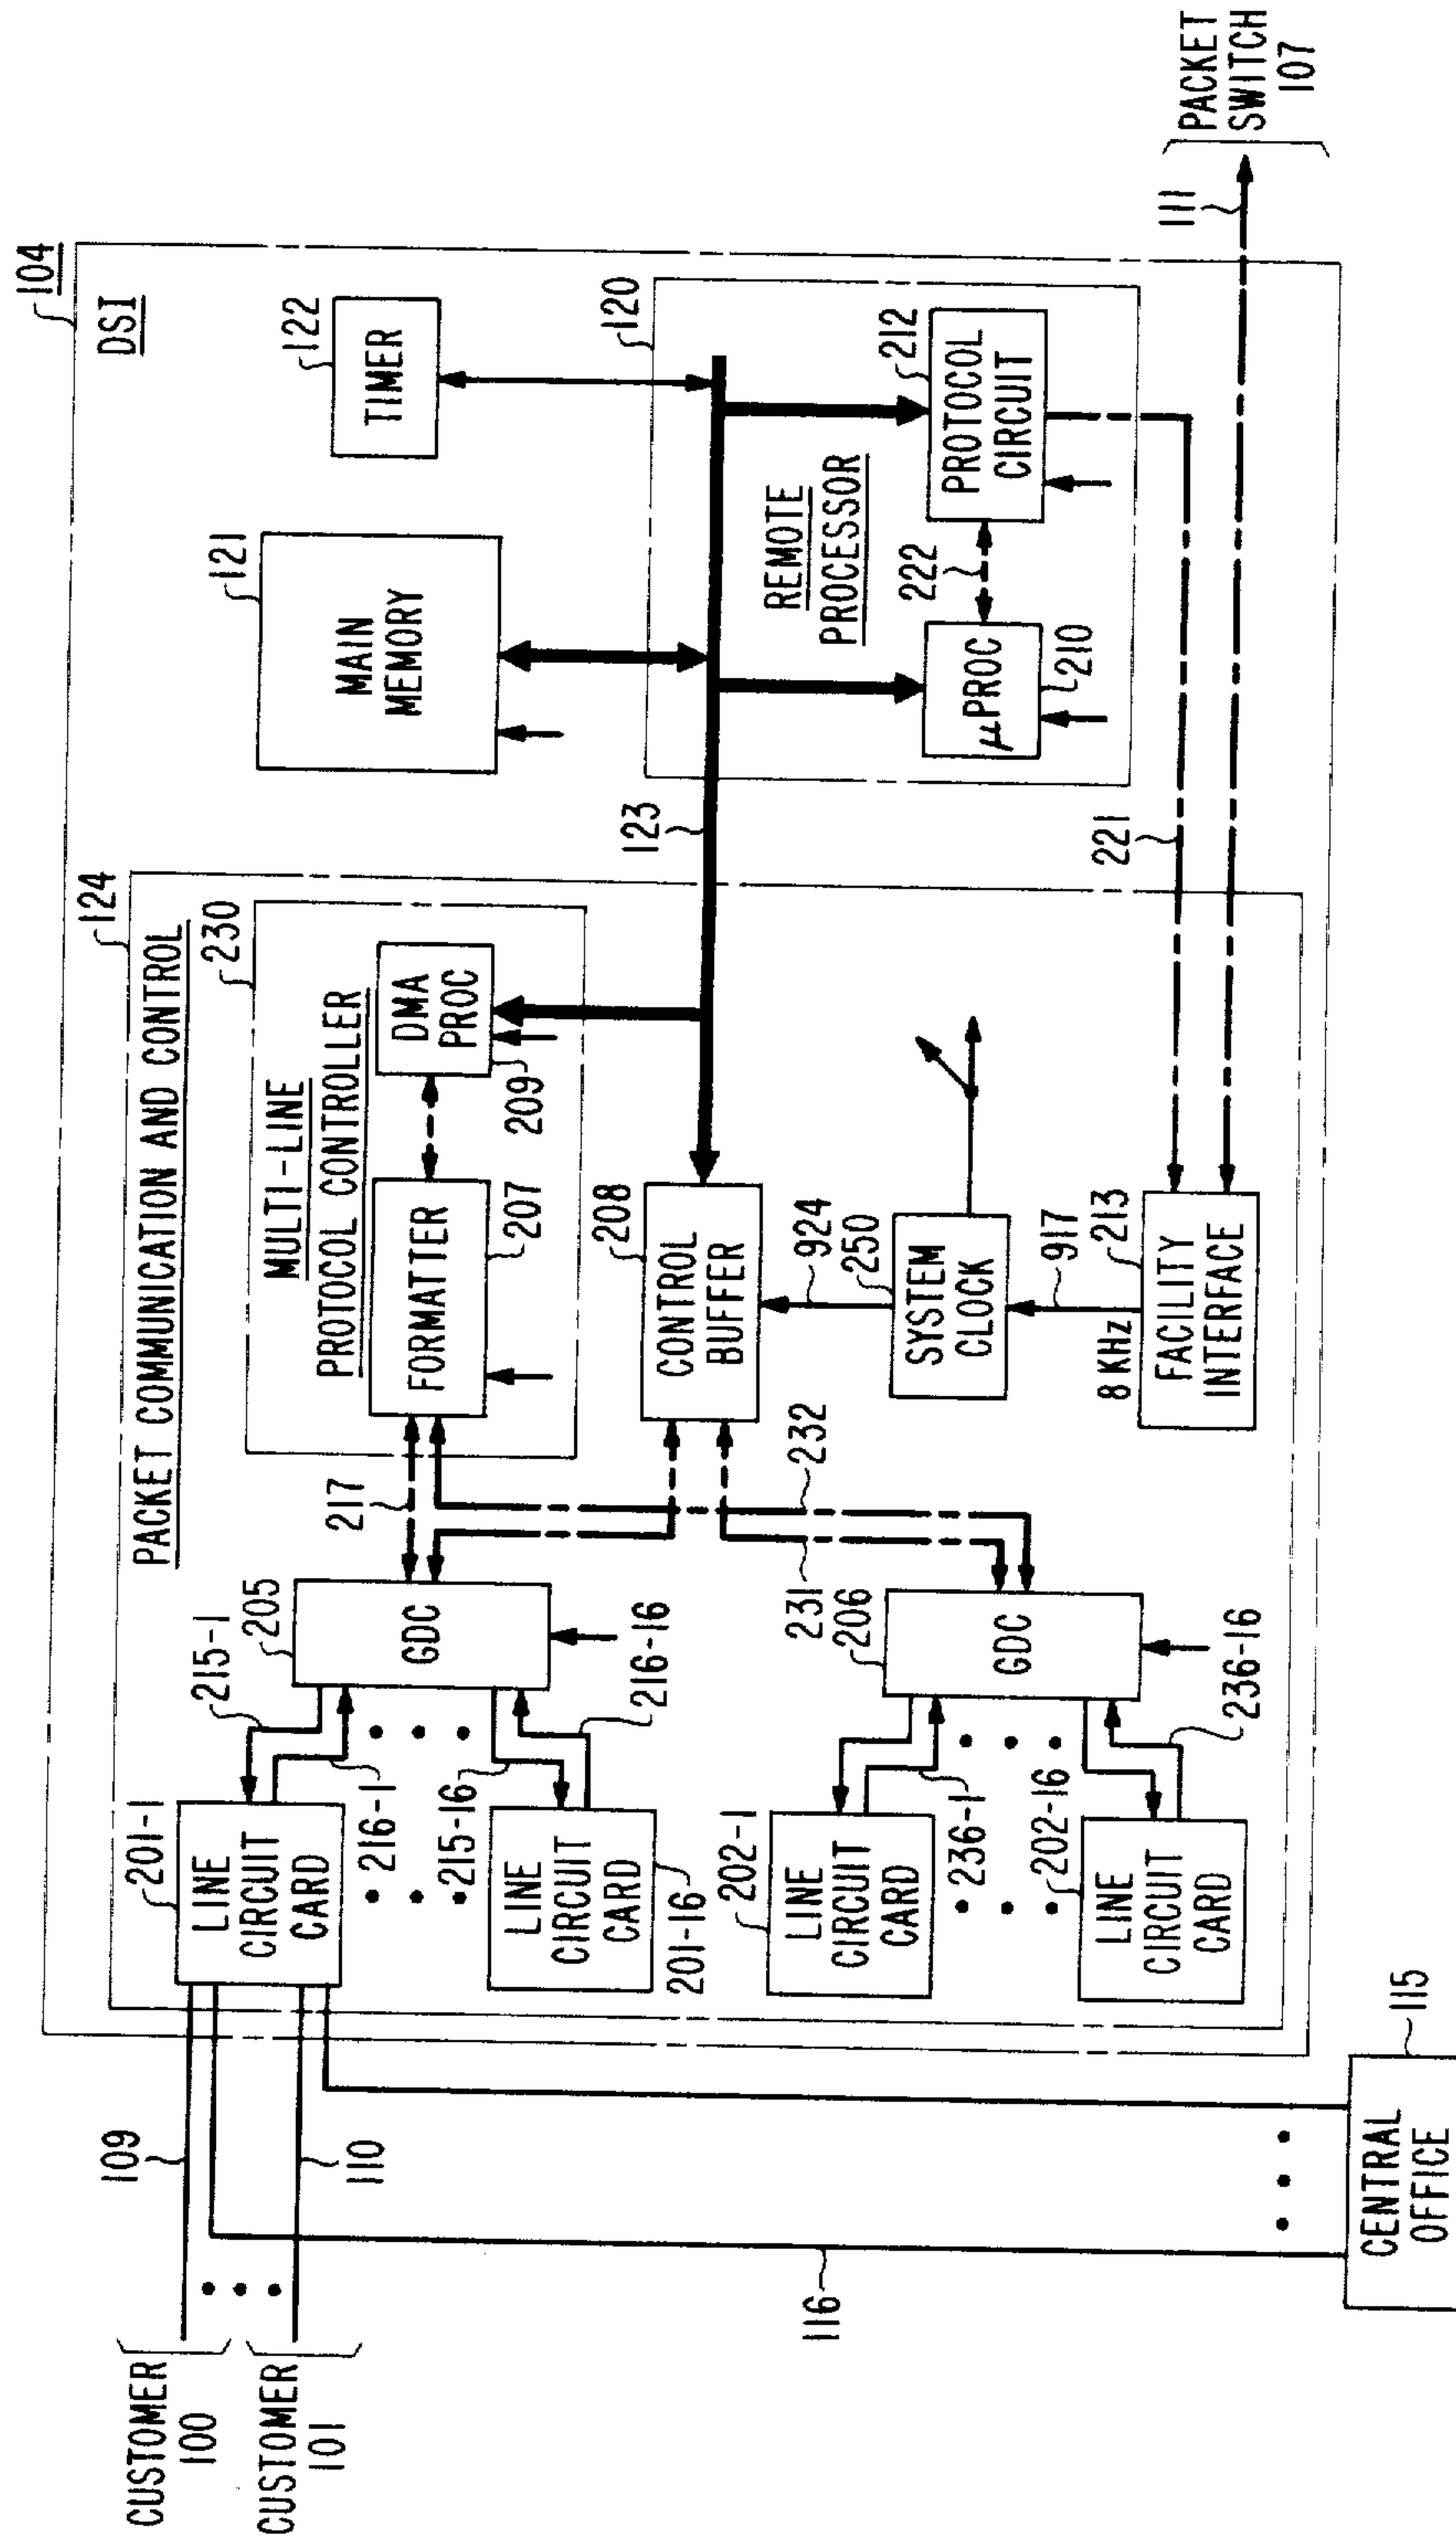 104
DSI
124
PACKET COMMUNICATION AND CONTROL
CUSTOMER
100
CUSTOMER
101
109
110
116
CENTRAL
OFFICE
115
201-1
LINE
CIRCUIT
CARD
215-1
216-1
215-16
LINE
CIRCUIT
CARD
201-16
216-16
205
GDC
217
230
MULTI-LINE
PROTOCOL CONTROLLER
FORMATTER
207
DMA
PROC
209
121
MAIN
MEMORY
122
TIMER
202-1
LINE
CIRCUIT
CARD
236-1
202-16
LINE
CIRCUIT
CARD
236-16
206
GDC
231
232
208
CONTROL
BUFFER
924
250
SYSTEM
CLOCK
917
8 KHz
213
FACILITY
INTERFACE
123
120
REMOTE
PROCESSOR
μPROC
210
222
212
PROTOCOL
CIRCUIT
221
111
PACKET
SWITCH
107